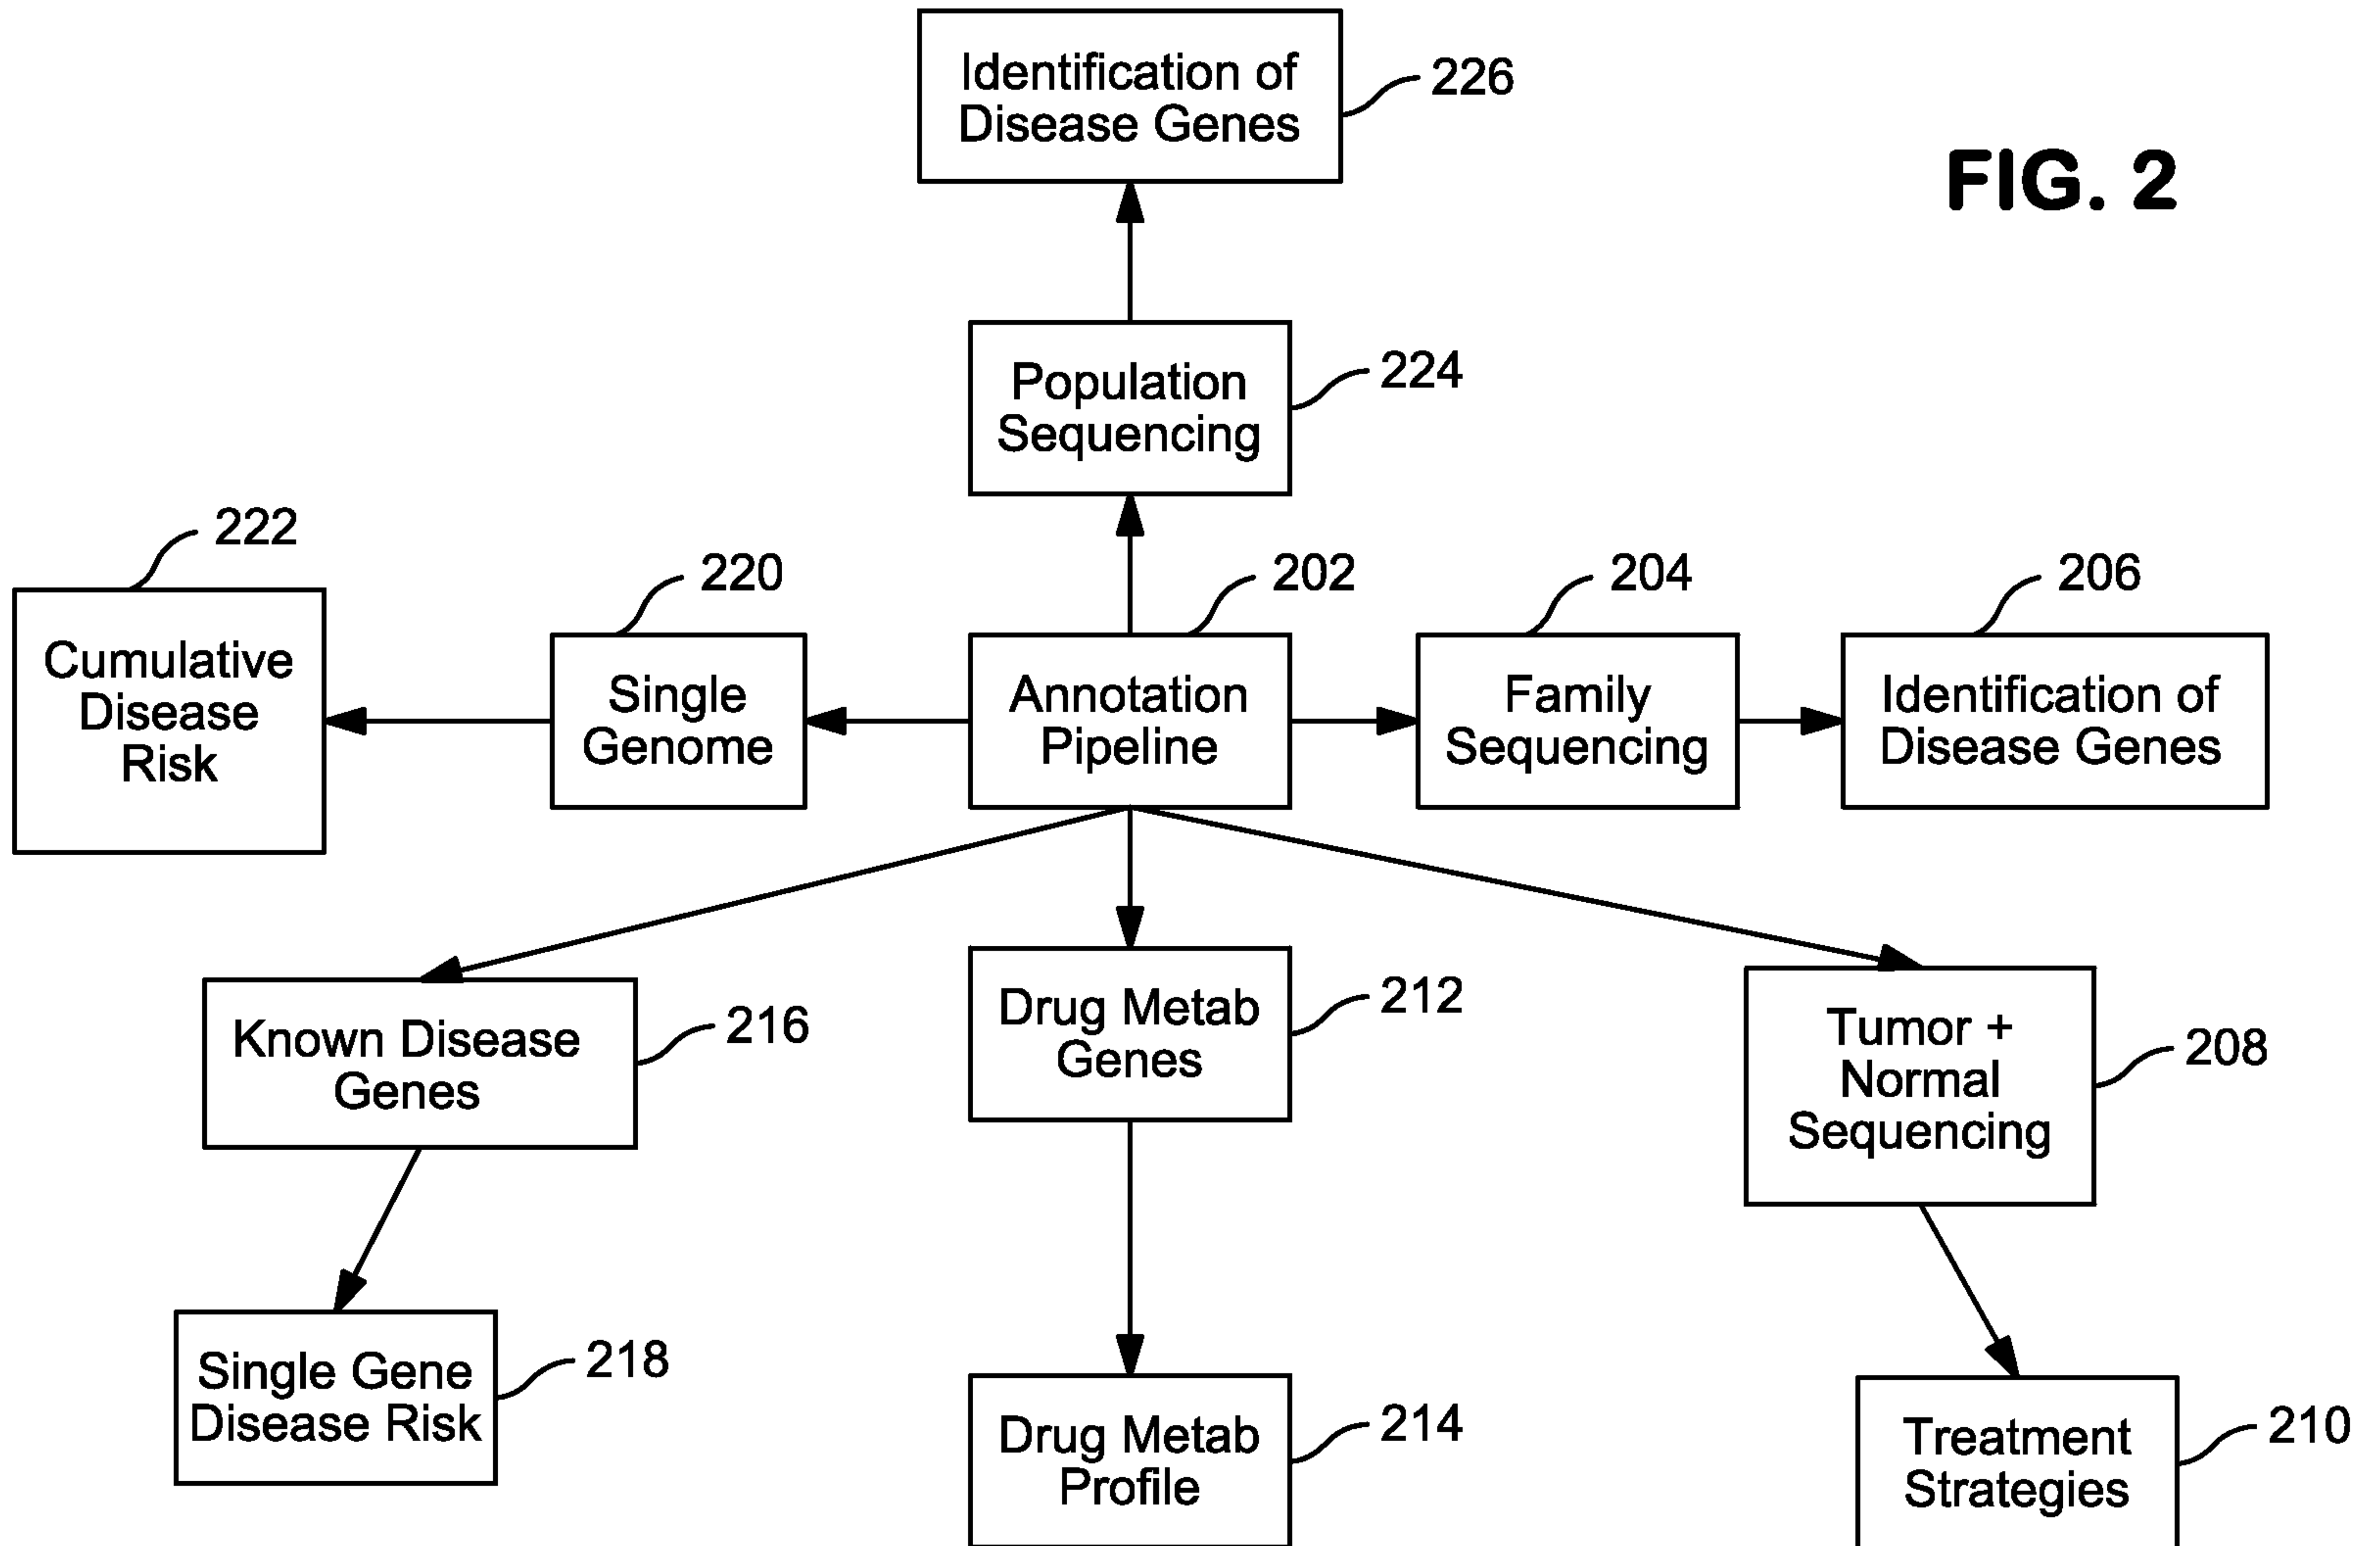 Identification of
Disease Genes
226
FIG. 2
Population
Sequencing
224
222
220
202
204
206
Cumulative
Disease
Risk
Single
Genome
Annotation
Pipeline
Family
Sequencing
Identification of
Disease Genes
Known Disease
Genes
216
Drug Metab
Genes
212
Tumor +
Normal
Sequencing
208
Single Gene
Disease Risk
218
Drug Metab
Profile
214
Treatment
Strategies
210